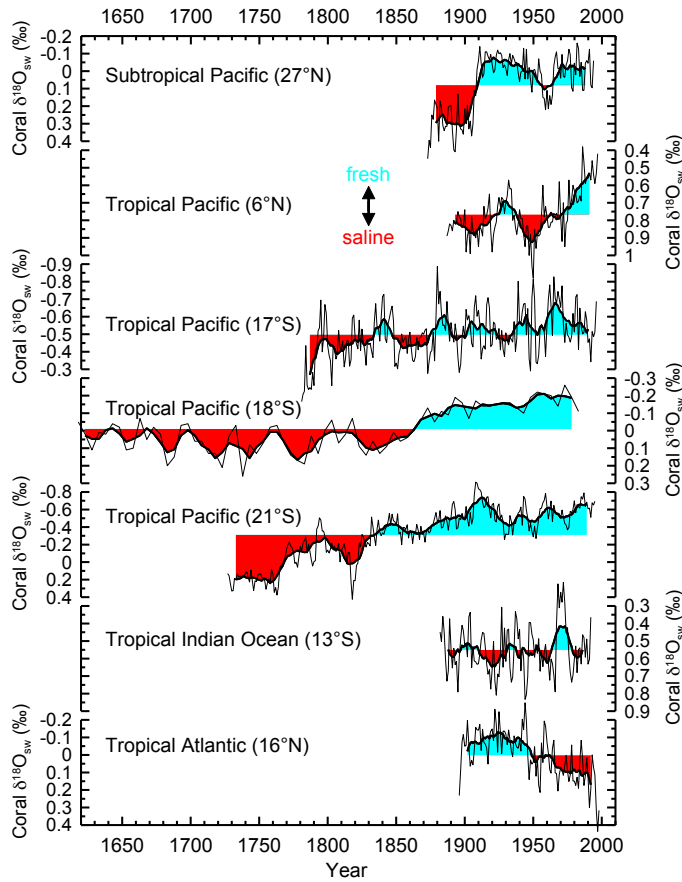 1650 1700 1750 1800 1850 1900 1950 2000
Coral δ¹⁸O_sw (‰)
-0.2
-0.1
0
0.1
0.2
0.3
0.4
Subtropical Pacific (27°N)
Tropical Pacific (6°N)
fresh
saline
0.4
0.5
0.6
0.7
0.8
0.9
1
Coral δ¹⁸O_sw (‰)
Coral δ¹⁸O_sw (‰)
-0.9
-0.8
-0.7
-0.6
-0.5
-0.4
-0.3
Tropical Pacific (17°S)
Tropical Pacific (18°S)
-0.3
-0.2
-0.1
0
0.1
0.2
0.3
Coral δ¹⁸O_sw (‰)
Coral δ¹⁸O_sw (‰)
-0.8
-0.6
-0.4
-0.2
0
0.2
0.4
Tropical Pacific (21°S)
Tropical Indian Ocean (13°S)
0.3
0.4
0.5
0.6
0.7
0.8
0.9
Coral δ¹⁸O_sw (‰)
Coral δ¹⁸O_sw (‰)
-0.2
-0.1
0
0.1
0.2
0.3
0.4
Tropical Atlantic (16°N)
1650 1700 1750 1800 1850 1900 1950 2000
Year